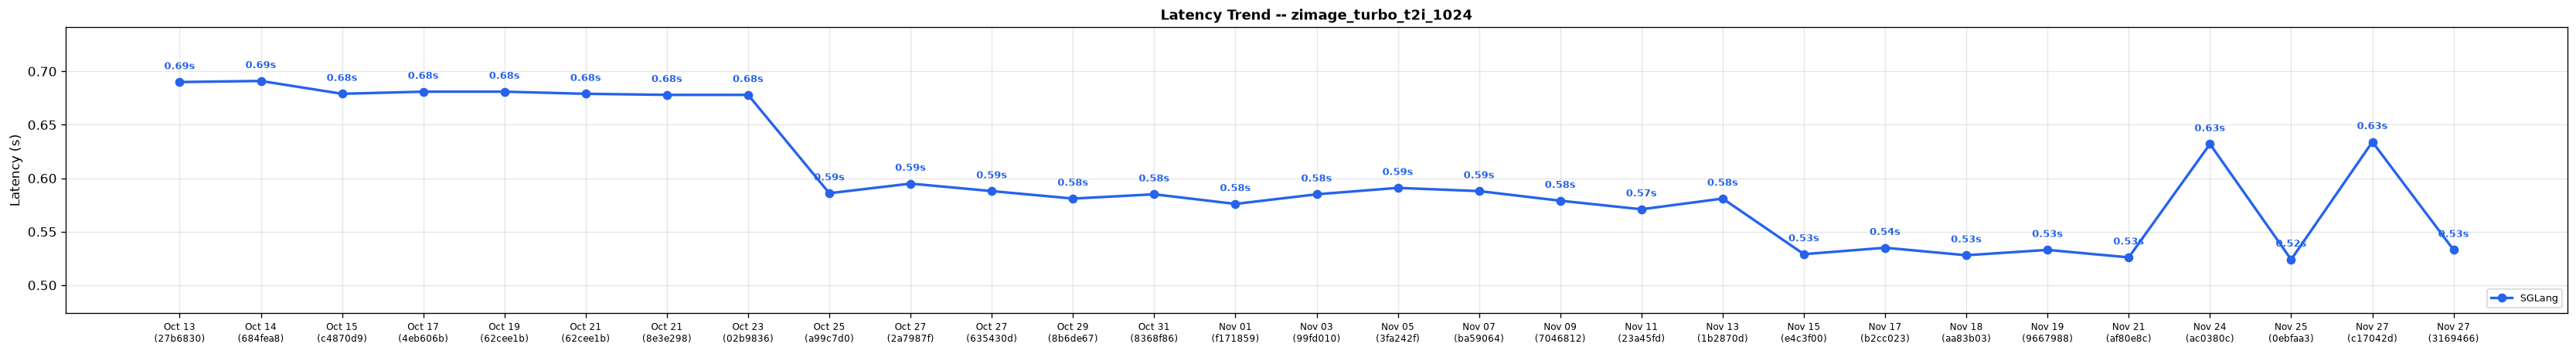 Latency Trend -- zimage_turbo_t2i_1024
Latency (s)
0.70
0.65
0.60
0.55
0.50
0.69s
0.69s
0.68s
0.68s
0.68s
0.68s
0.68s
0.68s
0.59s
0.59s
0.59s
0.58s
0.58s
0.58s
0.58s
0.59s
0.59s
0.58s
0.57s
0.58s
0.53s
0.54s
0.53s
0.53s
0.53s
0.63s
0.52s
0.63s
0.53s
SGLang
Oct 13
(27b6830)
Oct 14
(684fea8)
Oct 15
(c4870d9)
Oct 17
(4eb606b)
Oct 19
(62cee1b)
Oct 21
(62cee1b)
Oct 21
(8e3e298)
Oct 23
(02b9836)
Oct 25
(a99c7d0)
Oct 27
(2a7987f)
Oct 27
(635430d)
Oct 29
(8b6de67)
Oct 31
(8368f86)
Nov 01
(f171859)
Nov 03
(99fd010)
Nov 05
(3fa242f)
Nov 07
(ba59064)
Nov 09
(7046812)
Nov 11
(23a45fd)
Nov 13
(1b2870d)
Nov 15
(e4c3f00)
Nov 17
(b2cc023)
Nov 18
(aa83b03)
Nov 19
(9667988)
Nov 21
(af80e8c)
Nov 24
(ac0380c)
Nov 25
(0ebfaa3)
Nov 27
(c17042d)
Nov 27
(3169466)